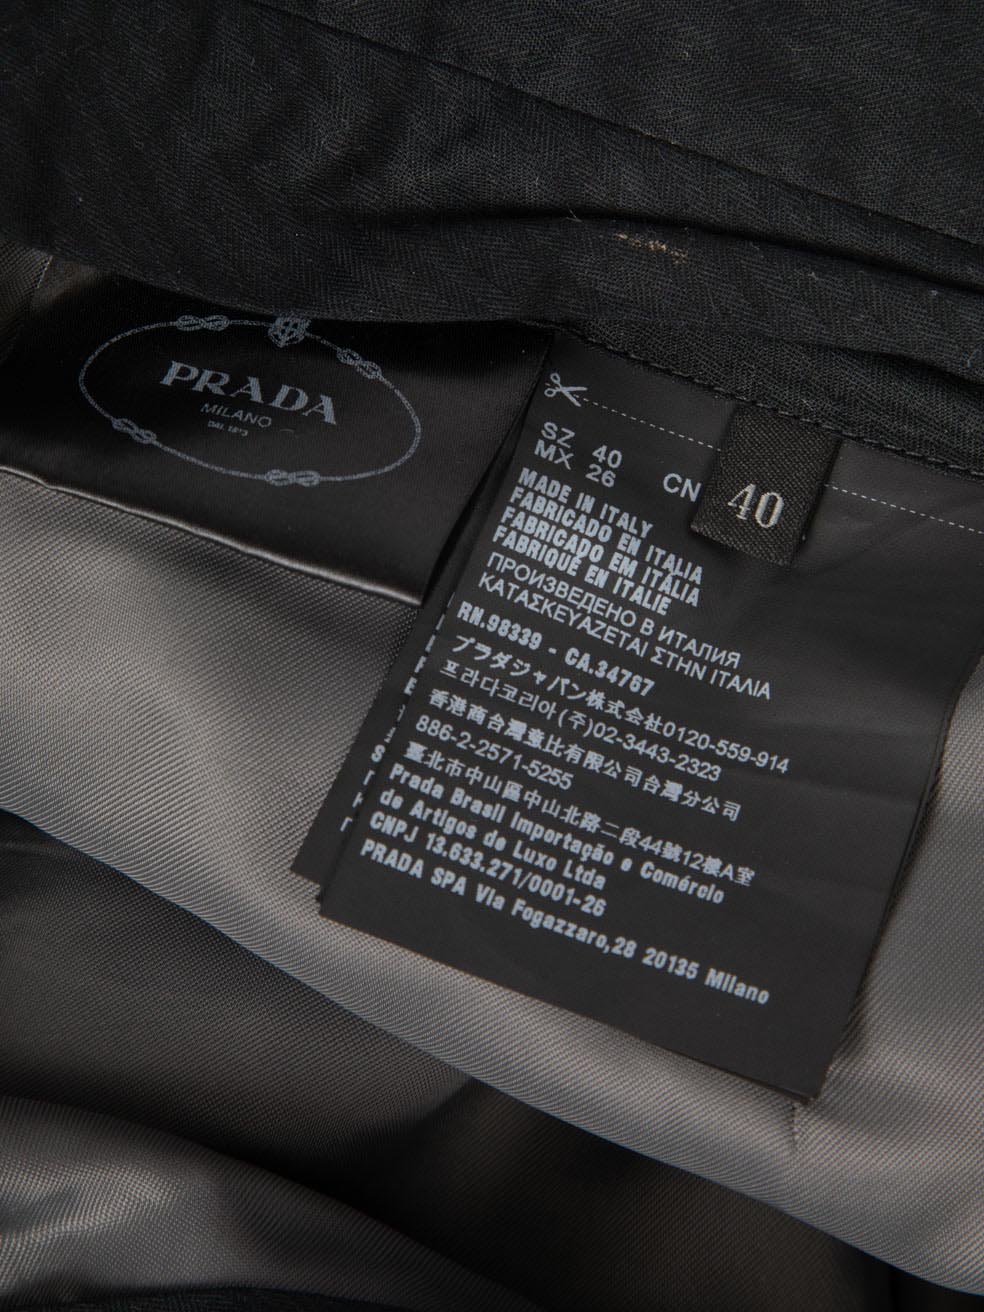 PRADA
MILANO
DAL 1913
SZ 40
MX 26
CN
40
MADE IN ITALY
FABRICADO EN ITALIA
FABRICADO EM ITALIA
FABRIQUÉ EN ITALIE
ПРОИЗВЕДЕНО В ИТАЛИЯ
ΚΑΤΑΣΚΕΥΑΖΕΤΑΙ ΣΤΗΝ ΙΤΑΛΙΑ
RN.98339 - CA.34767
プラダジャパン株式会社0120-559-914
프라다코리아(주)02-3443-2323
香港商台灣意比有限公司台灣分公司
886-2-2571-5255
臺北市中山區中山北路二段44號12樓A室
Prada Brasil Importação e Comércio
de Artigos de Luxo Ltda
CNPJ 13.633.271/0001-26
PRADA SPA Via Fogazzaro,28 20135 Milano